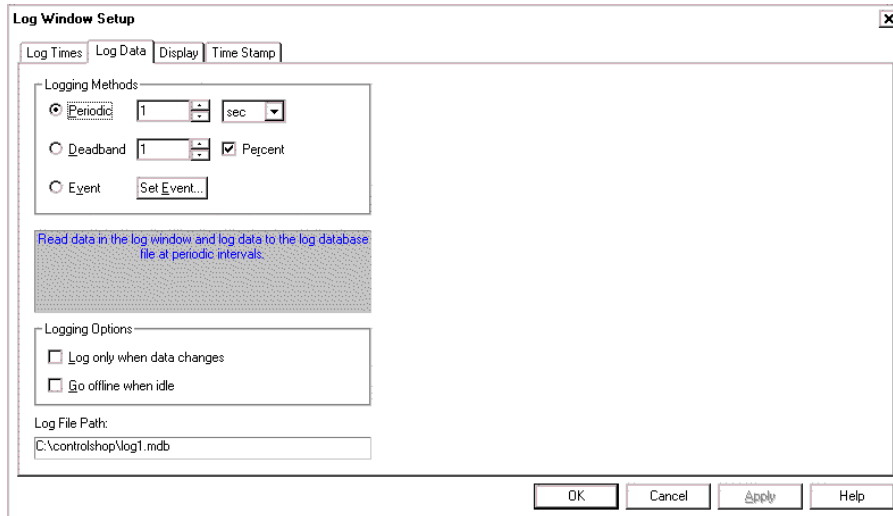 Log Window Setup
Log Times Log Data Display Time Stamp
Logging Methods
Periodic 1 sec
Deadband 1 Percent
Event Set Event...
Read data in the log window and log data to the log database
file at periodic intervals.
Logging Options
Log only when data changes
Go offline when idle
Log File Path:
C:\controlshop\log1.mdb
OK Cancel Apply Help